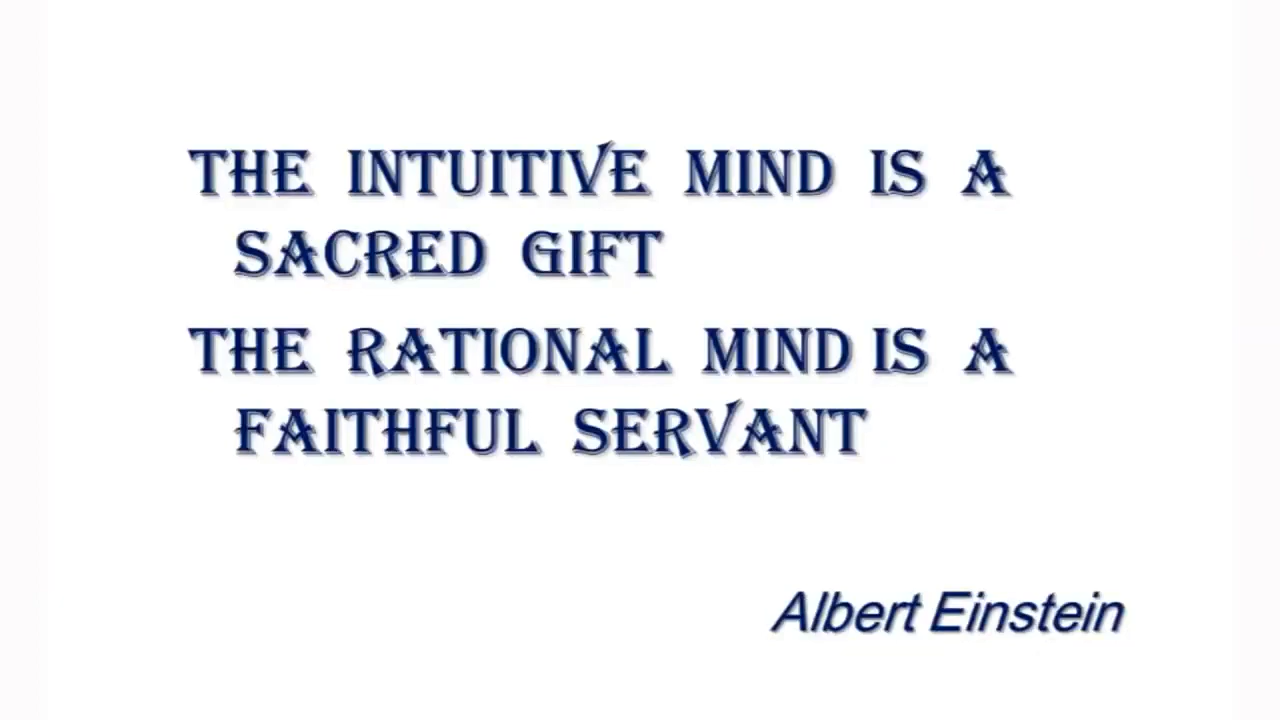 THE INTUITIVE MIND IS A
SACRED GIFT
THE RATIONAL MIND IS A
FAITHFUL SERVANT
Albert Einstein